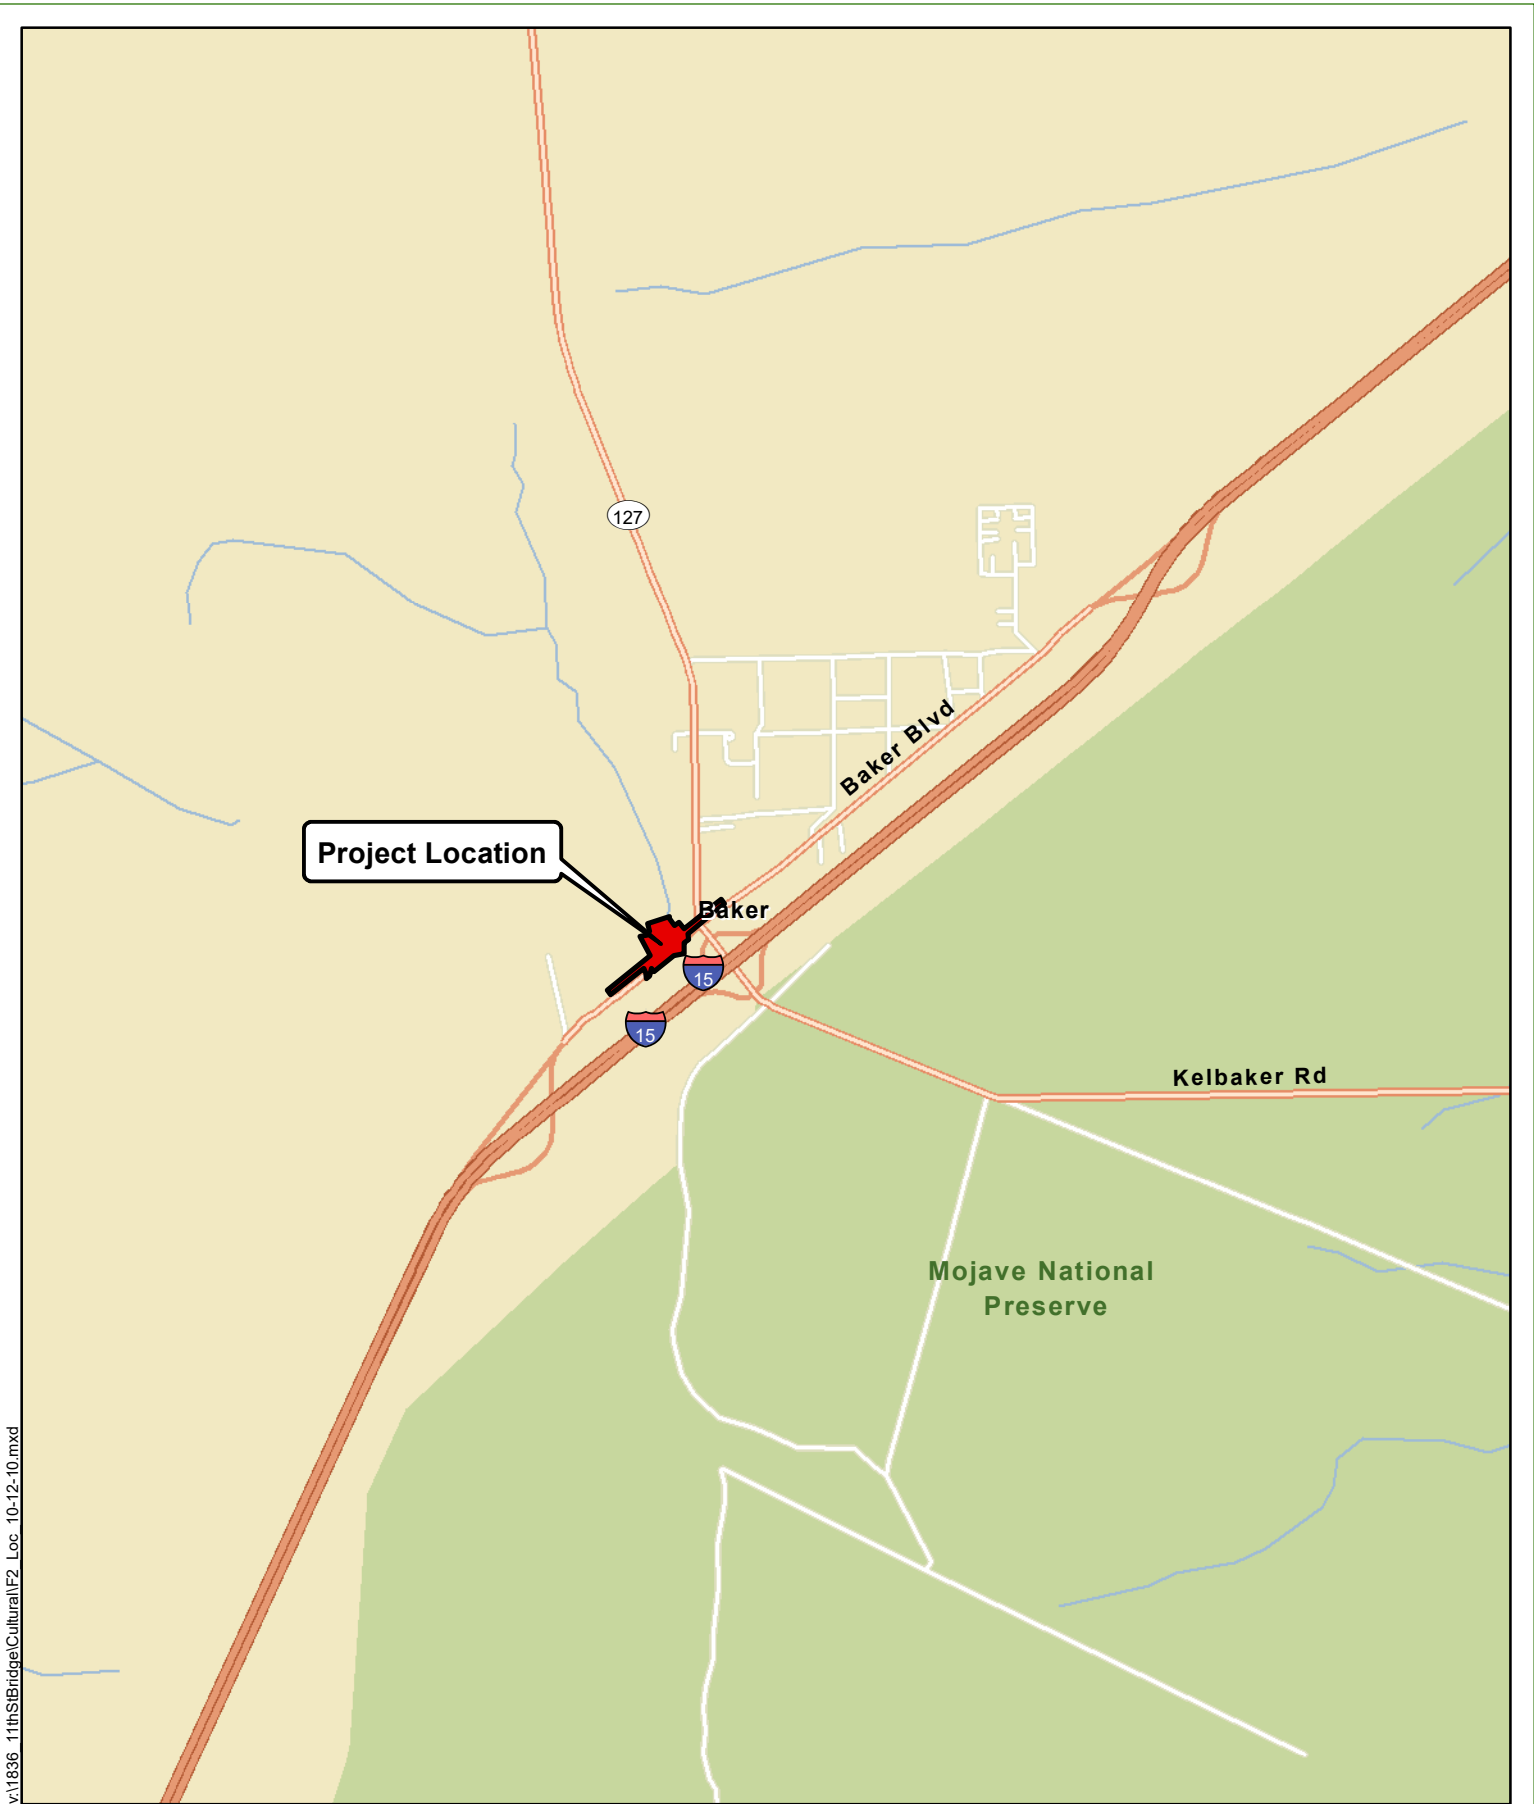 127
Baker Blvd
Project Location
Baker
15
15
Kelbaker Rd
Mojave National
Preserve
v:\1836_11thStBridge\Cultural\F2_Loc_10-12-10.mxd